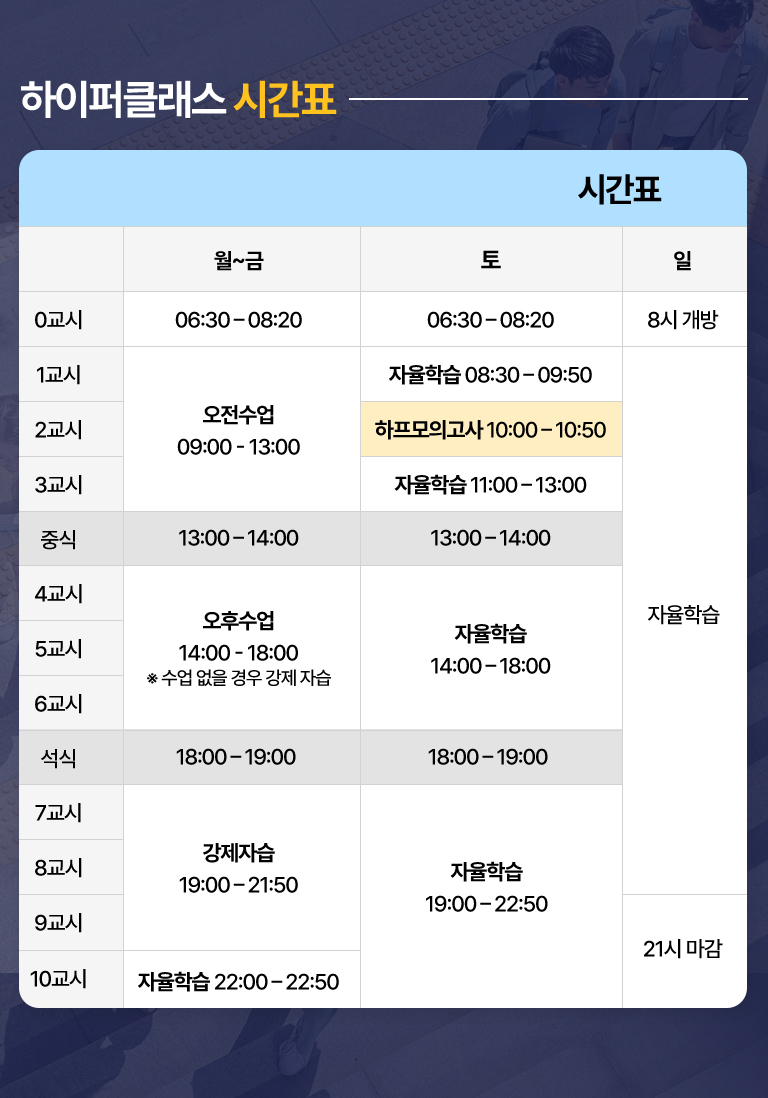 하이퍼클래스 시간표
시간표
월~금 토 일
0교시 06:30 – 08:20 06:30 – 08:20 8시 개방
1교시 자율학습 08:30 – 09:50
오전수업
09:00 - 13:00
2교시 하프모의고사 10:00 – 10:50
3교시 자율학습 11:00 – 13:00
중식 13:00 – 14:00 13:00 – 14:00
4교시
오후수업
14:00 - 18:00
※ 수업 없을 경우 강제 자습
자율학습
14:00 – 18:00
자율학습
5교시
6교시
석식 18:00 – 19:00 18:00 – 19:00
7교시
강제자습
19:00 – 21:50
자율학습
19:00 – 22:50
8교시
9교시
21시 마감
10교시 자율학습 22:00 – 22:50